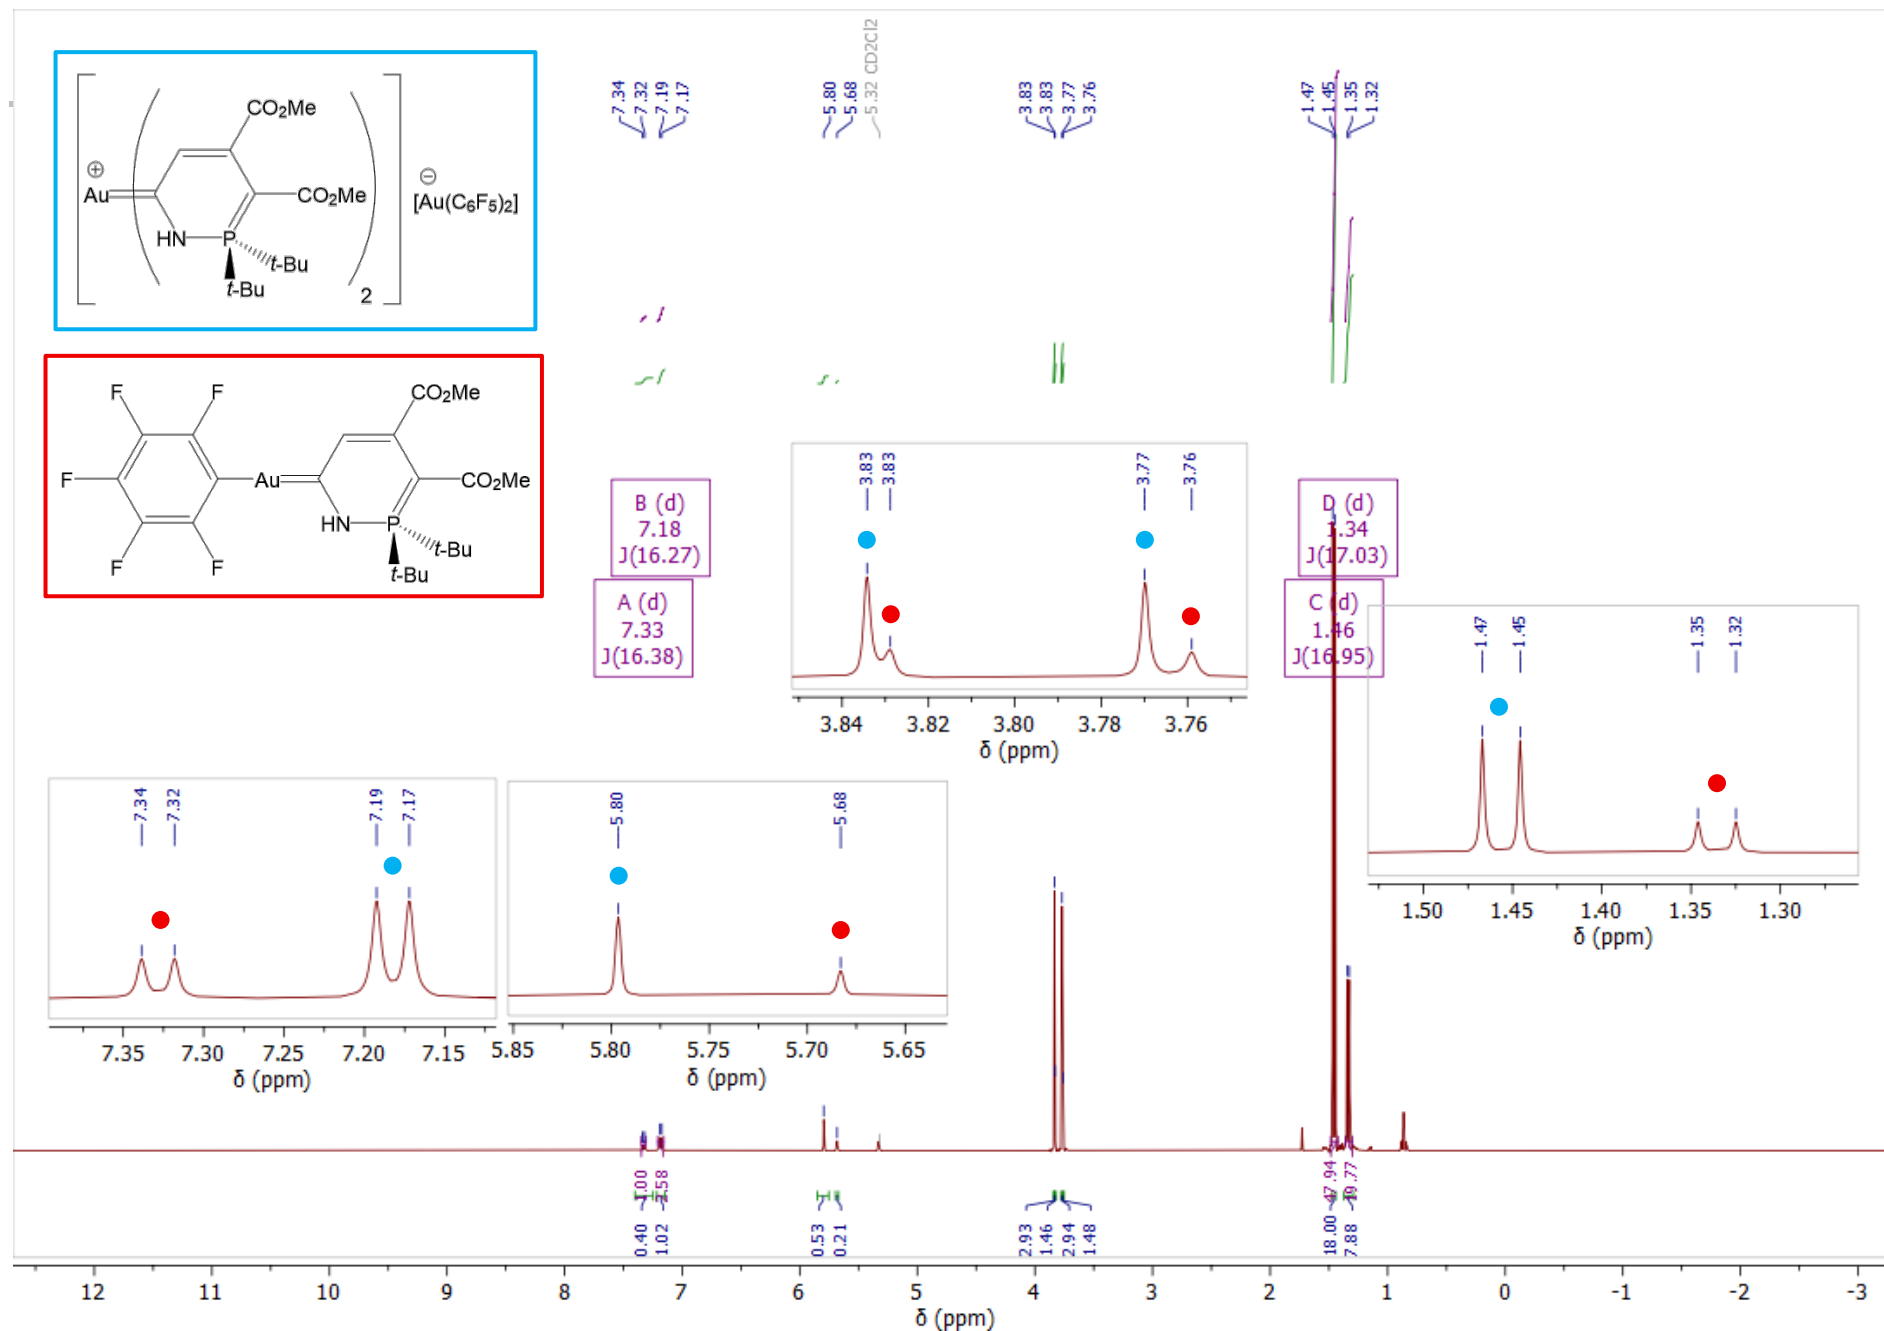 CO2Me
⊕
Au
CO2Me
HN
P
t-Bu
t-Bu
2
⊖
[Au(C6F5)2]
F
F
CO2Me
F
Au
CO2Me
HN
P
t-Bu
F
F
t-Bu
7.34
7.32
7.19
7.17
5.80
5.68
5.32 CD2Cl2
3.83
3.83
3.77
3.76
1.47
1.45
1.35
1.32
B (d)
7.18
J(16.27)
A (d)
7.33
J(16.38)
D (d)
1.34
J(17.03)
C (d)
1.46
J(16.95)
3.83
3.83
3.77
3.76
3.84 3.82 3.80 3.78 3.76
δ (ppm)
1.47
1.45
1.35
1.32
1.50 1.45 1.40 1.35 1.30
δ (ppm)
7.34
7.32
7.19
7.17
7.35 7.30 7.25 7.20 7.15
δ (ppm)
5.80
5.68
5.85 5.80 5.75 5.70 5.65
δ (ppm)
1.00
2.58
47.94
19.77
0.40
1.02
0.53
0.21
2.93
1.46
2.94
1.48
18.00
7.88
12 11 10 9 8 7 6 5 4 3 2 1 0 -1 -2 -3
δ (ppm)